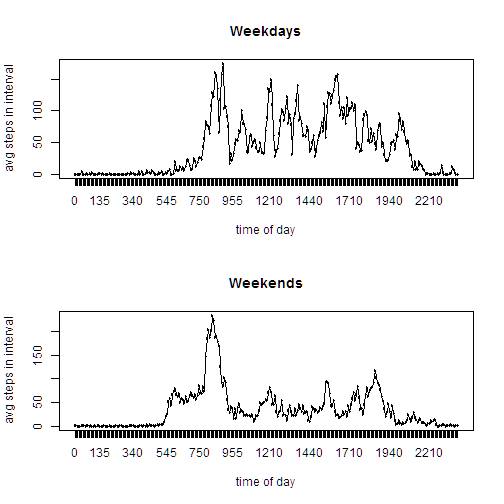 Weekdays
avg steps in interval
0 50 100
0 135 340 545 750 955 1210 1440 1710 1940 2210
time of day
Weekends
avg steps in interval
0 50 150
0 135 340 545 750 955 1210 1440 1710 1940 2210
time of day